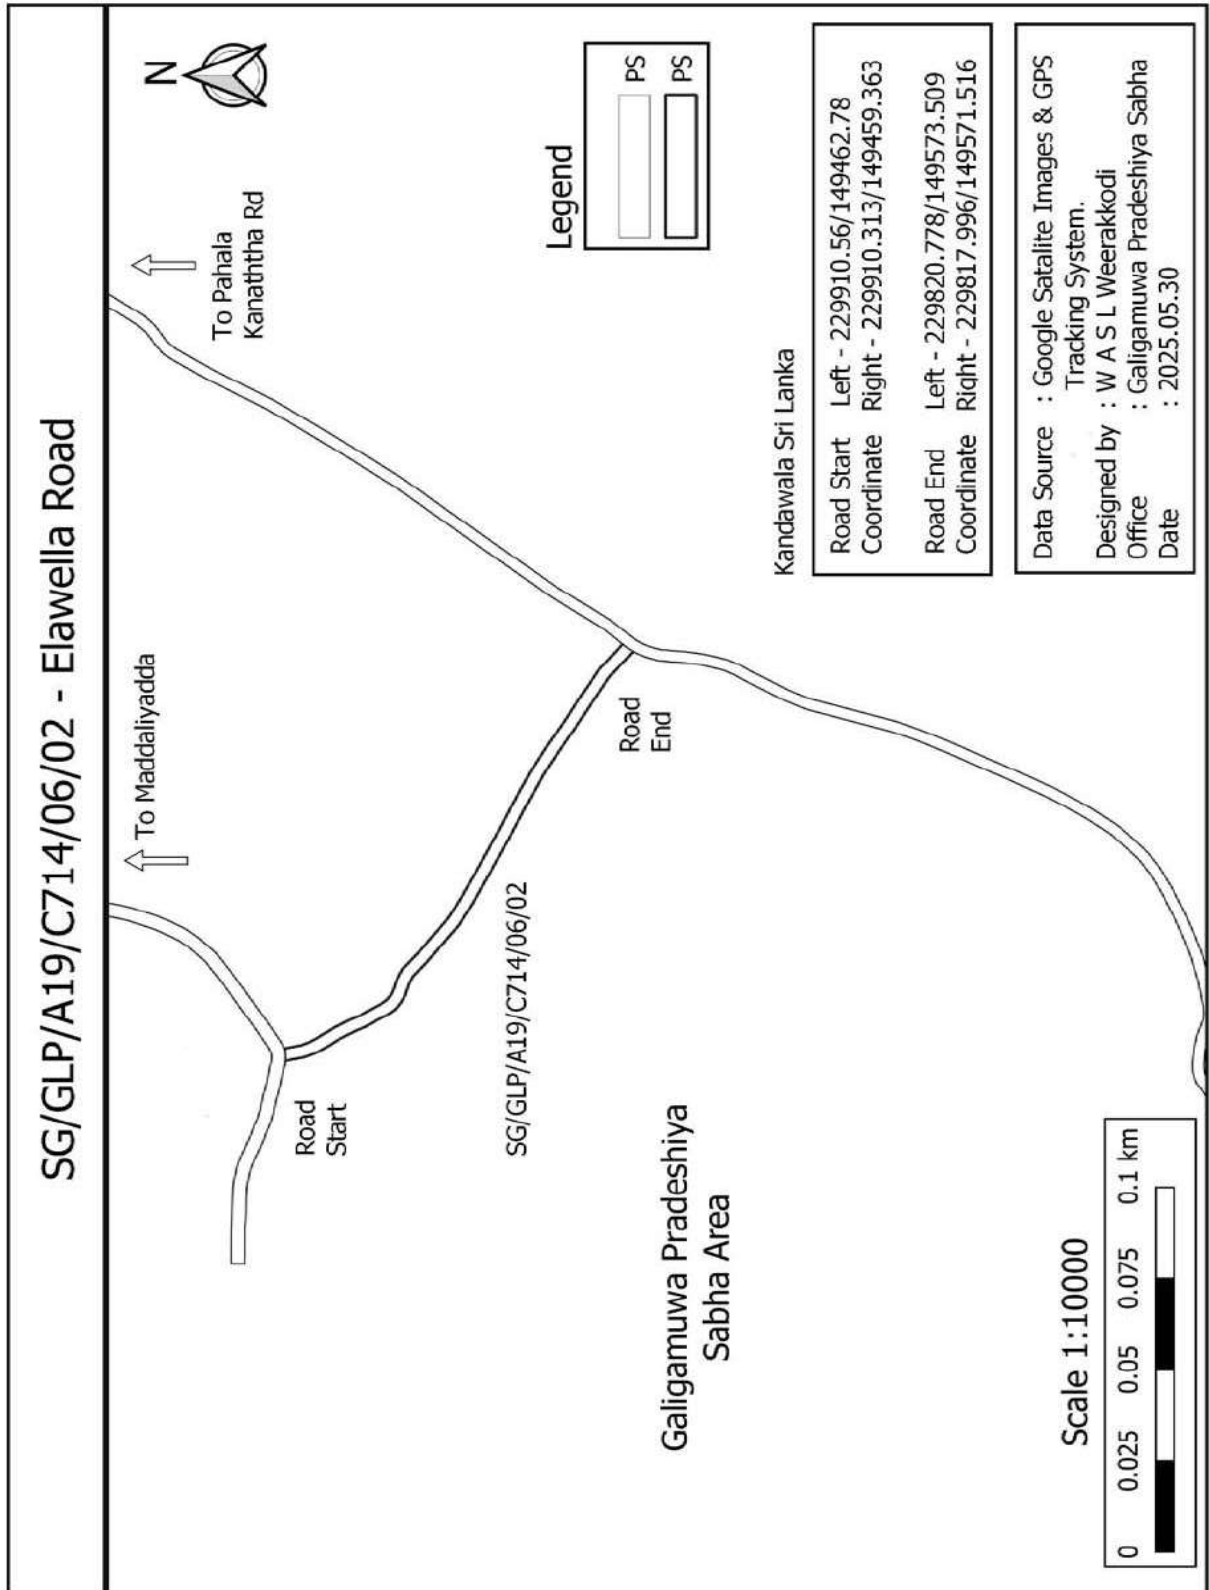 SG/GLP/A19/C714/06/02 - Elawella Road
N
To Maddaliyadda
To Pahala
Kanaththa Rd
Road
Start
SG/GLP/A19/C714/06/02
Road
End
Legend
PS
PS
Galigamuwa Pradeshiya
Sabha Area
Kandawala Sri Lanka
Road Start Left - 229910.56/149462.78
Coordinate Right - 229910.313/149459.363
Road End Left - 229820.778/149573.509
Coordinate Right - 229817.996/149571.516
Data Source : Google Satalite Images & GPS
Tracking System.
Designed by : W A S L Weerakkodi
Office : Galigamuwa Pradeshiya Sabha
Date : 2025.05.30
Scale 1:10000
0 0.025 0.05 0.075 0.1 km